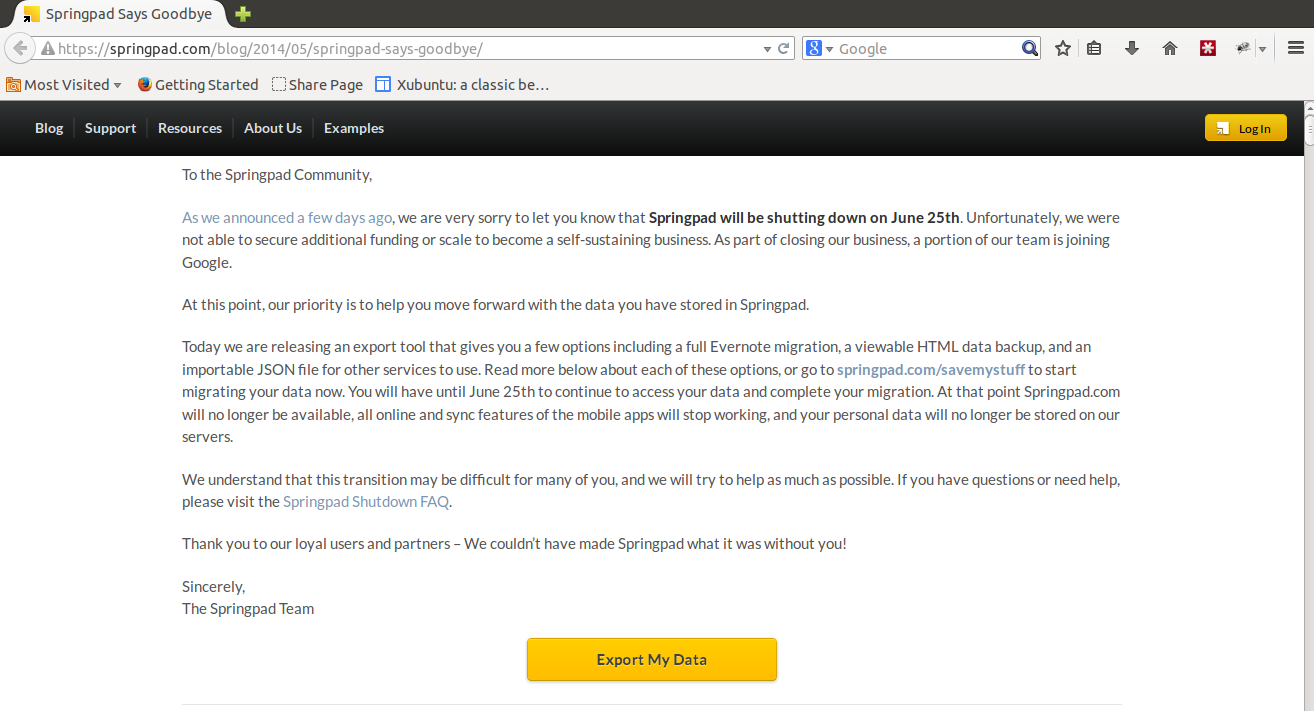 Springpad Says Goodbye
https://springpad.com/blog/2014/05/springpad-says-goodbye/
Google
Most Visited
Getting Started
Share Page
Xubuntu: a classic be…
Blog
Support
Resources
About Us
Examples
Log In
To the Springpad Community,
As we announced a few days ago, we are very sorry to let you know that Springpad will be shutting down on June 25th. Unfortunately, we were
not able to secure additional funding or scale to become a self-sustaining business. As part of closing our business, a portion of our team is joining
Google.
At this point, our priority is to help you move forward with the data you have stored in Springpad.
Today we are releasing an export tool that gives you a few options including a full Evernote migration, a viewable HTML data backup, and an
importable JSON file for other services to use. Read more below about each of these options, or go to springpad.com/savemystuff to start
migrating your data now. You will have until June 25th to continue to access your data and complete your migration. At that point Springpad.com
will no longer be available, all online and sync features of the mobile apps will stop working, and your personal data will no longer be stored on our
servers.
We understand that this transition may be difficult for many of you, and we will try to help as much as possible. If you have questions or need help,
please visit the Springpad Shutdown FAQ.
Thank you to our loyal users and partners – We couldn't have made Springpad what it was without you!
Sincerely,
The Springpad Team
Export My Data